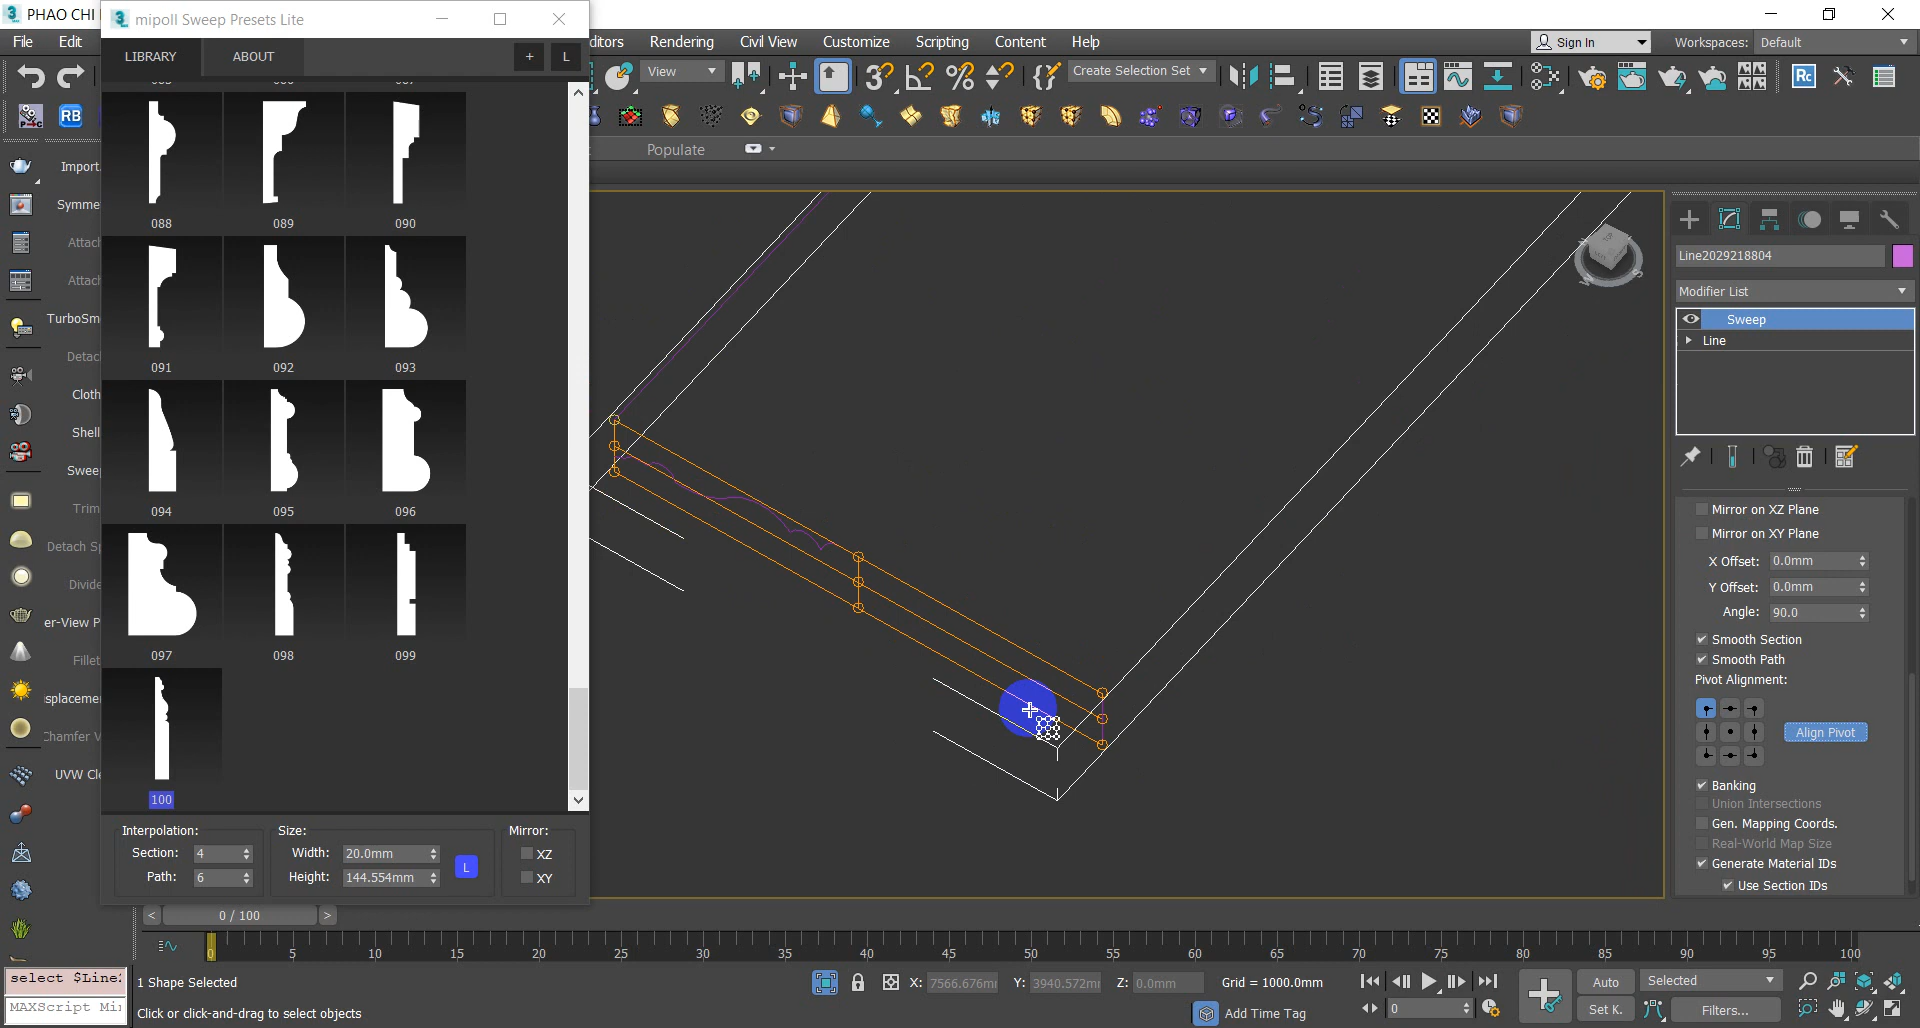 PHAO CHI
mipoll Sweep Presets Lite
File Edit
ditors Rendering Civil View Customize Scripting Content Help
Sign In
Workspaces: Default
LIBRARY ABOUT + L
View
Create Selection Set
Rc
RB
Populate
Import
Symme
Attac
Attac
TurboSm
Detac
Cloth
Shell
Sweep
Trim
Detach S
Divide
er-View P
Fillet
isplacemen
Chamfer V
UVW Cl
088 089 090
091 092 093
094 095 096
097 098 099
100
Interpolation: Size: Mirror:
Section: 4 Width: 20.0mm XZ
Path: 6 Height: 144.554mm L XY
Line2029218804
Modifier List
Sweep
Line
Mirror on XZ Plane
Mirror on XY Plane
X Offset: 0.0mm
Y Offset: 0.0mm
Angle: 90.0
Smooth Section
Smooth Path
Pivot Alignment:
Align Pivot
Banking
Union Intersections
Gen. Mapping Coords.
Real-World Map Size
Generate Material IDs
Use Section IDs
< 0 / 100 >
0 5 10 15 20 25 30 35 40 45 50 55 60 65 70 75 80 85 90 95 100
select $Line
MAXScript Mi
1 Shape Selected
Click or click-and-drag to select objects
X: 7566.676m Y: 3940.572m Z: 0.0mm Grid = 1000.0mm
Add Time Tag
0
Auto Selected
Set K. Filters...